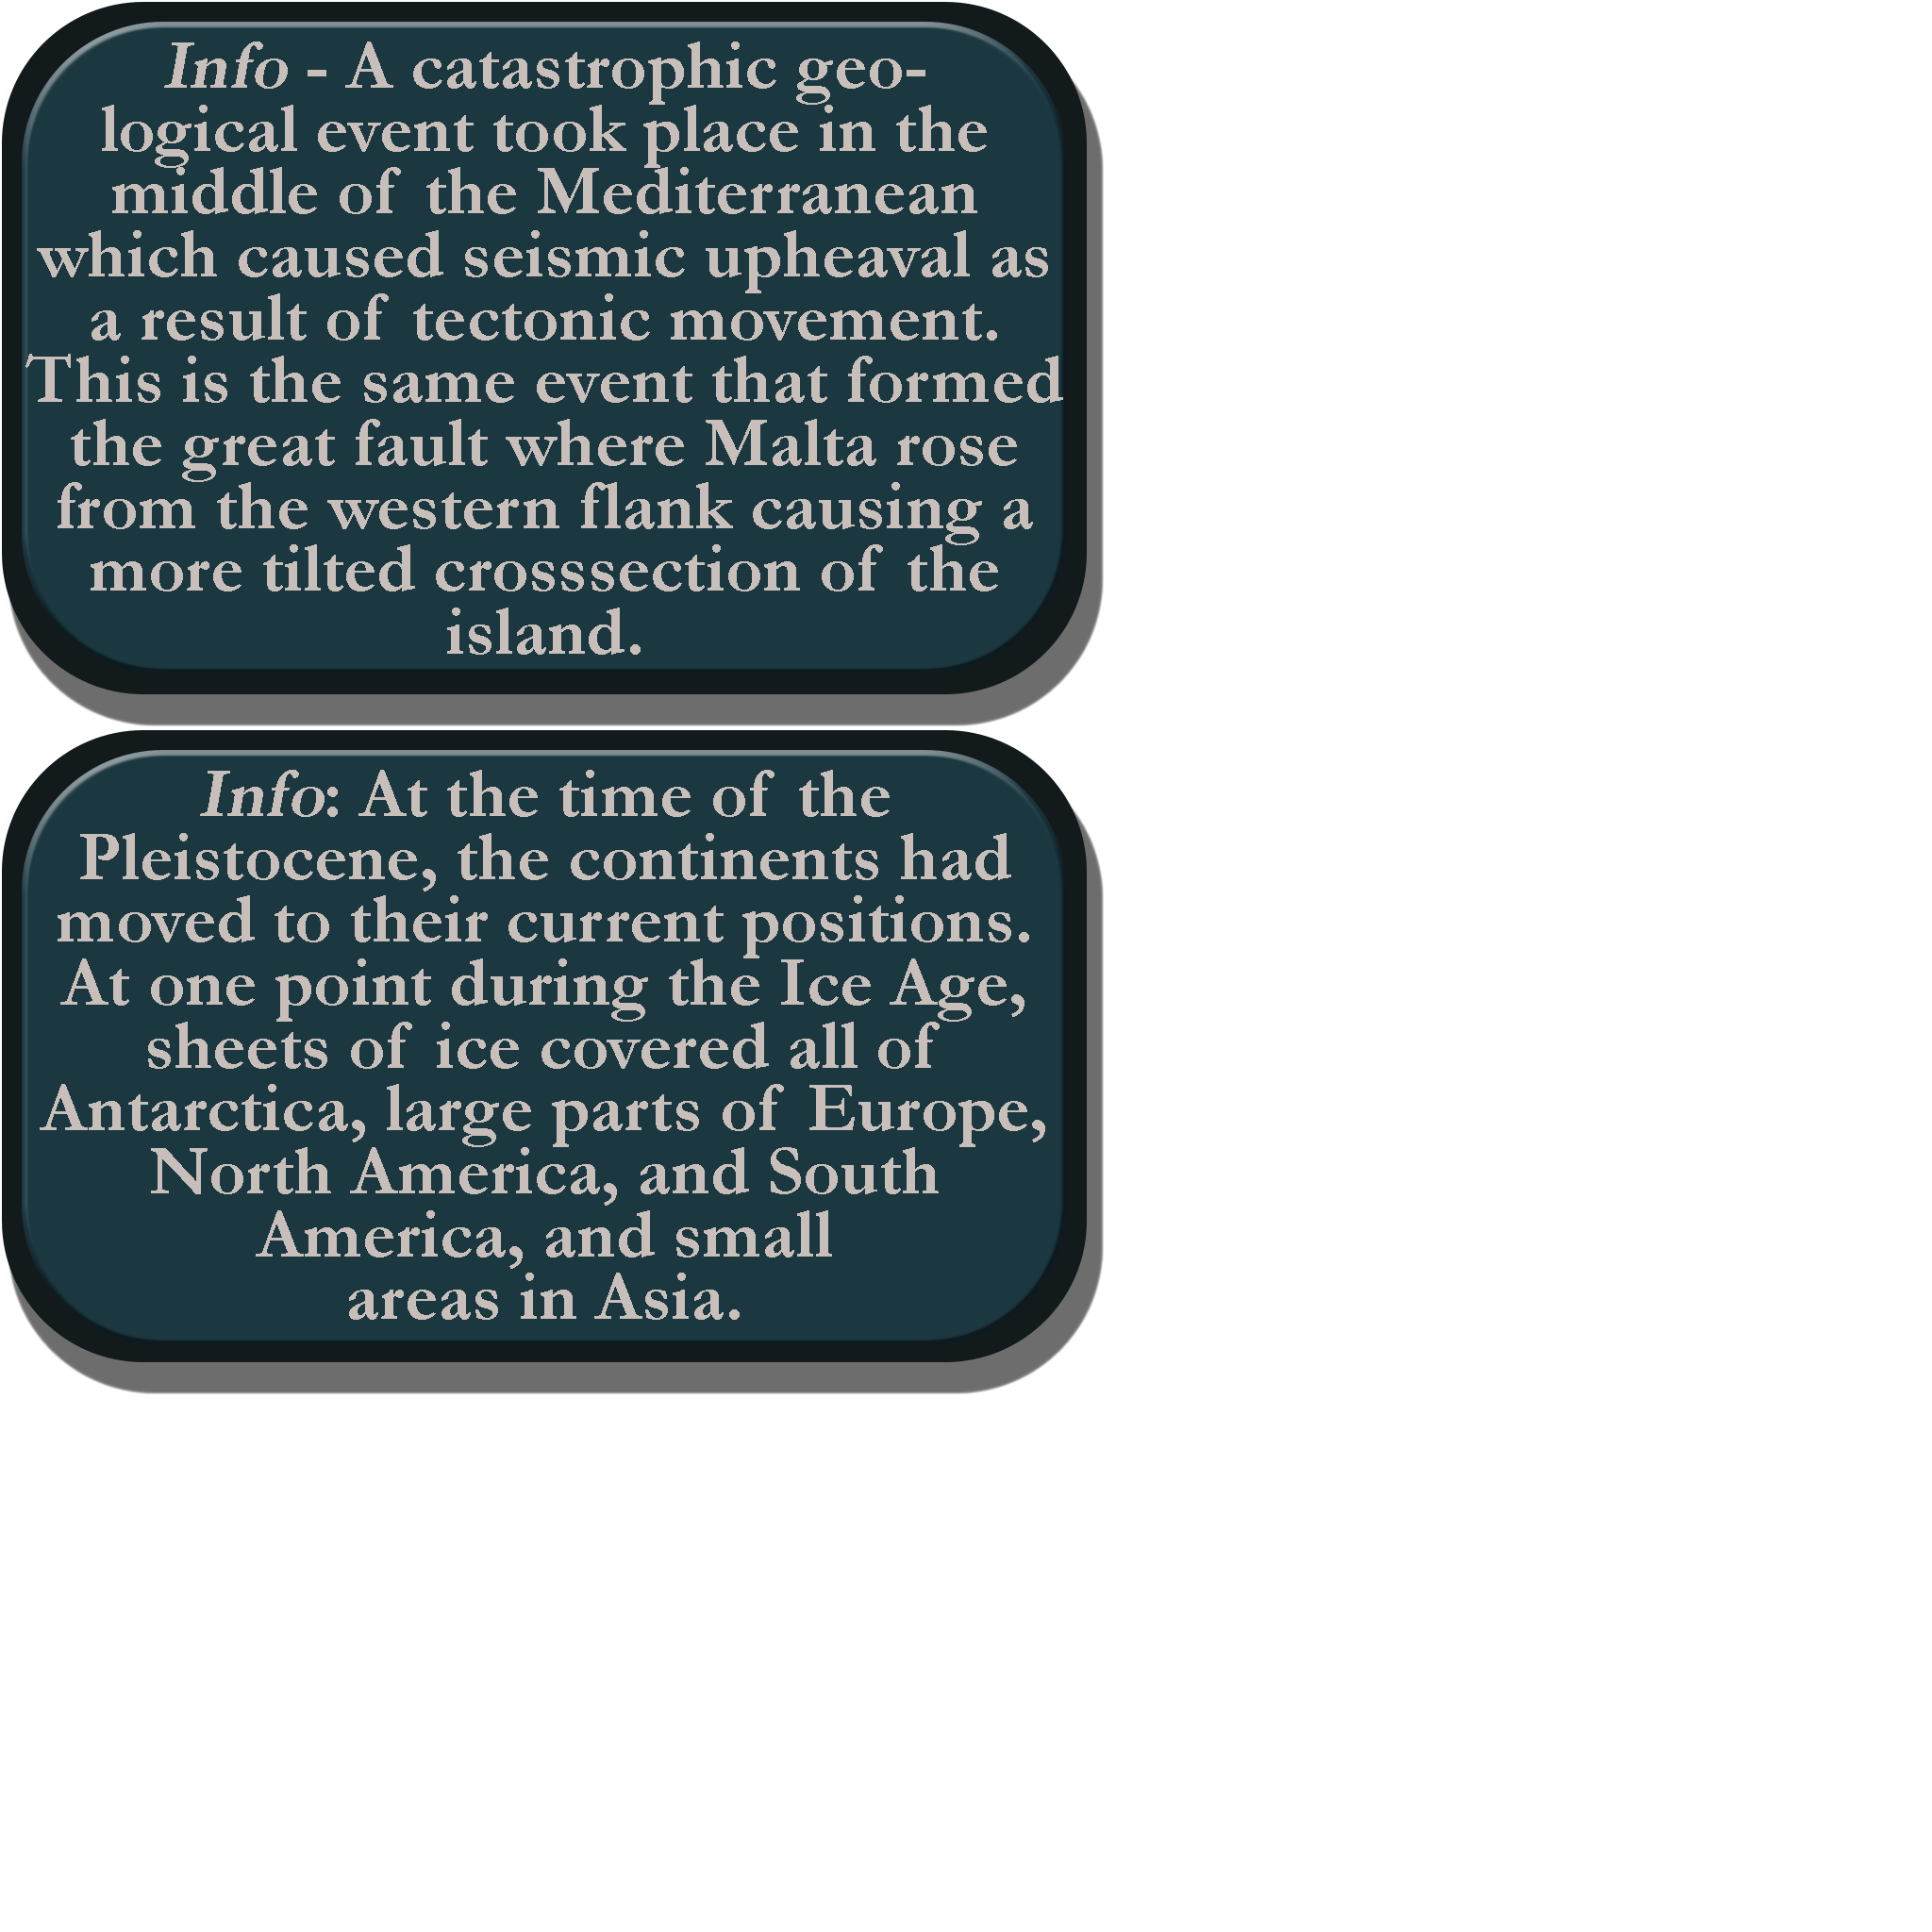 Info - A catastrophic geo-
logical event took place in the
middle of the Mediterranean
which caused seismic upheaval as
a result of tectonic movement.
This is the same event that formed
the great fault where Malta rose
from the western flank causing a
more tilted crosssection of the
island.
Info: At the time of the
Pleistocene, the continents had
moved to their current positions.
At one point during the Ice Age,
sheets of ice covered all of
Antarctica, large parts of Europe,
North America, and South
America, and small
areas in Asia.